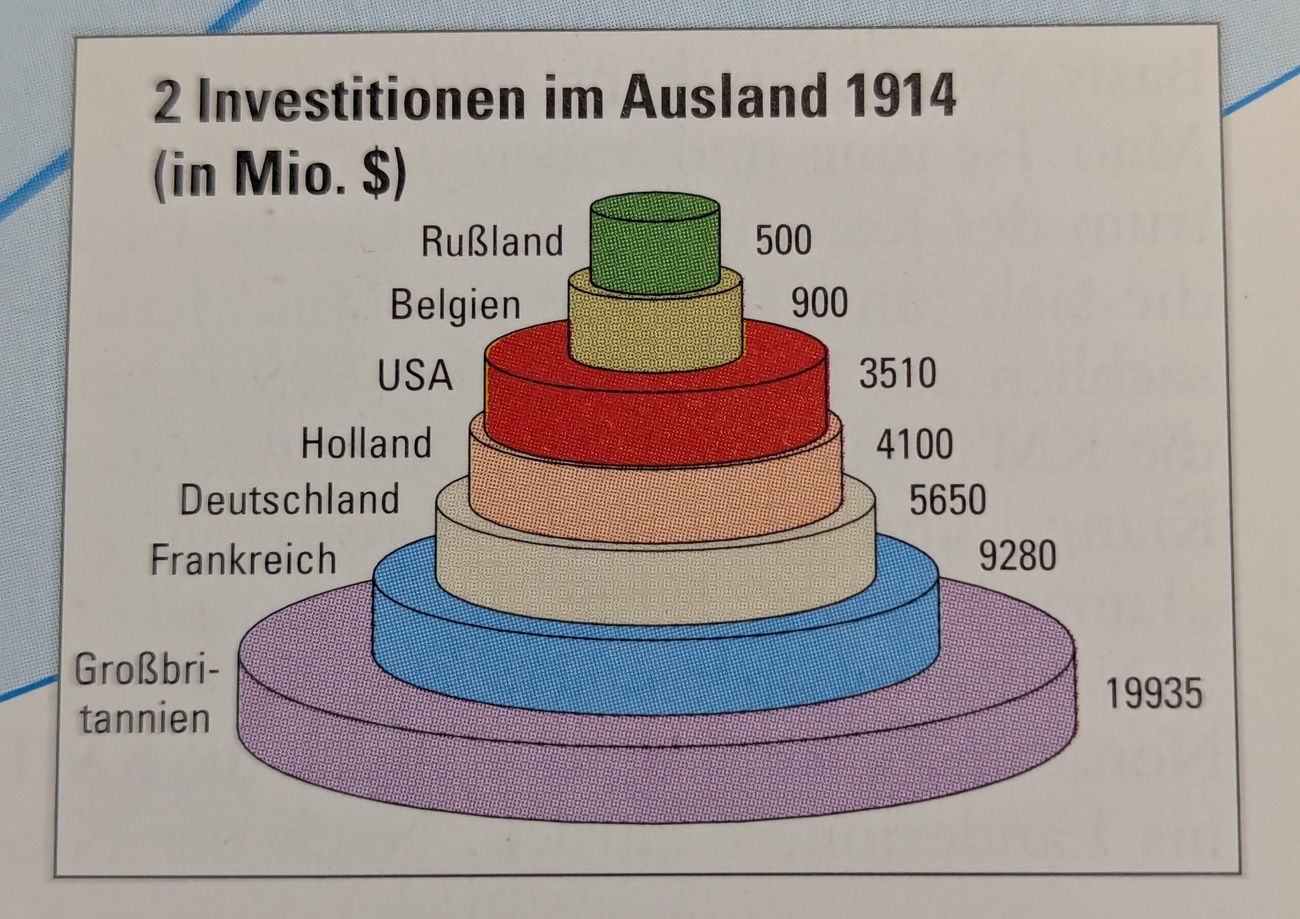 2 Investitionen im Ausland 1914
(in Mio. $)
Rußland 500
Belgien 900
USA 3510
Holland 4100
Deutschland 5650
Frankreich 9280
Großbri-
tannien 19935